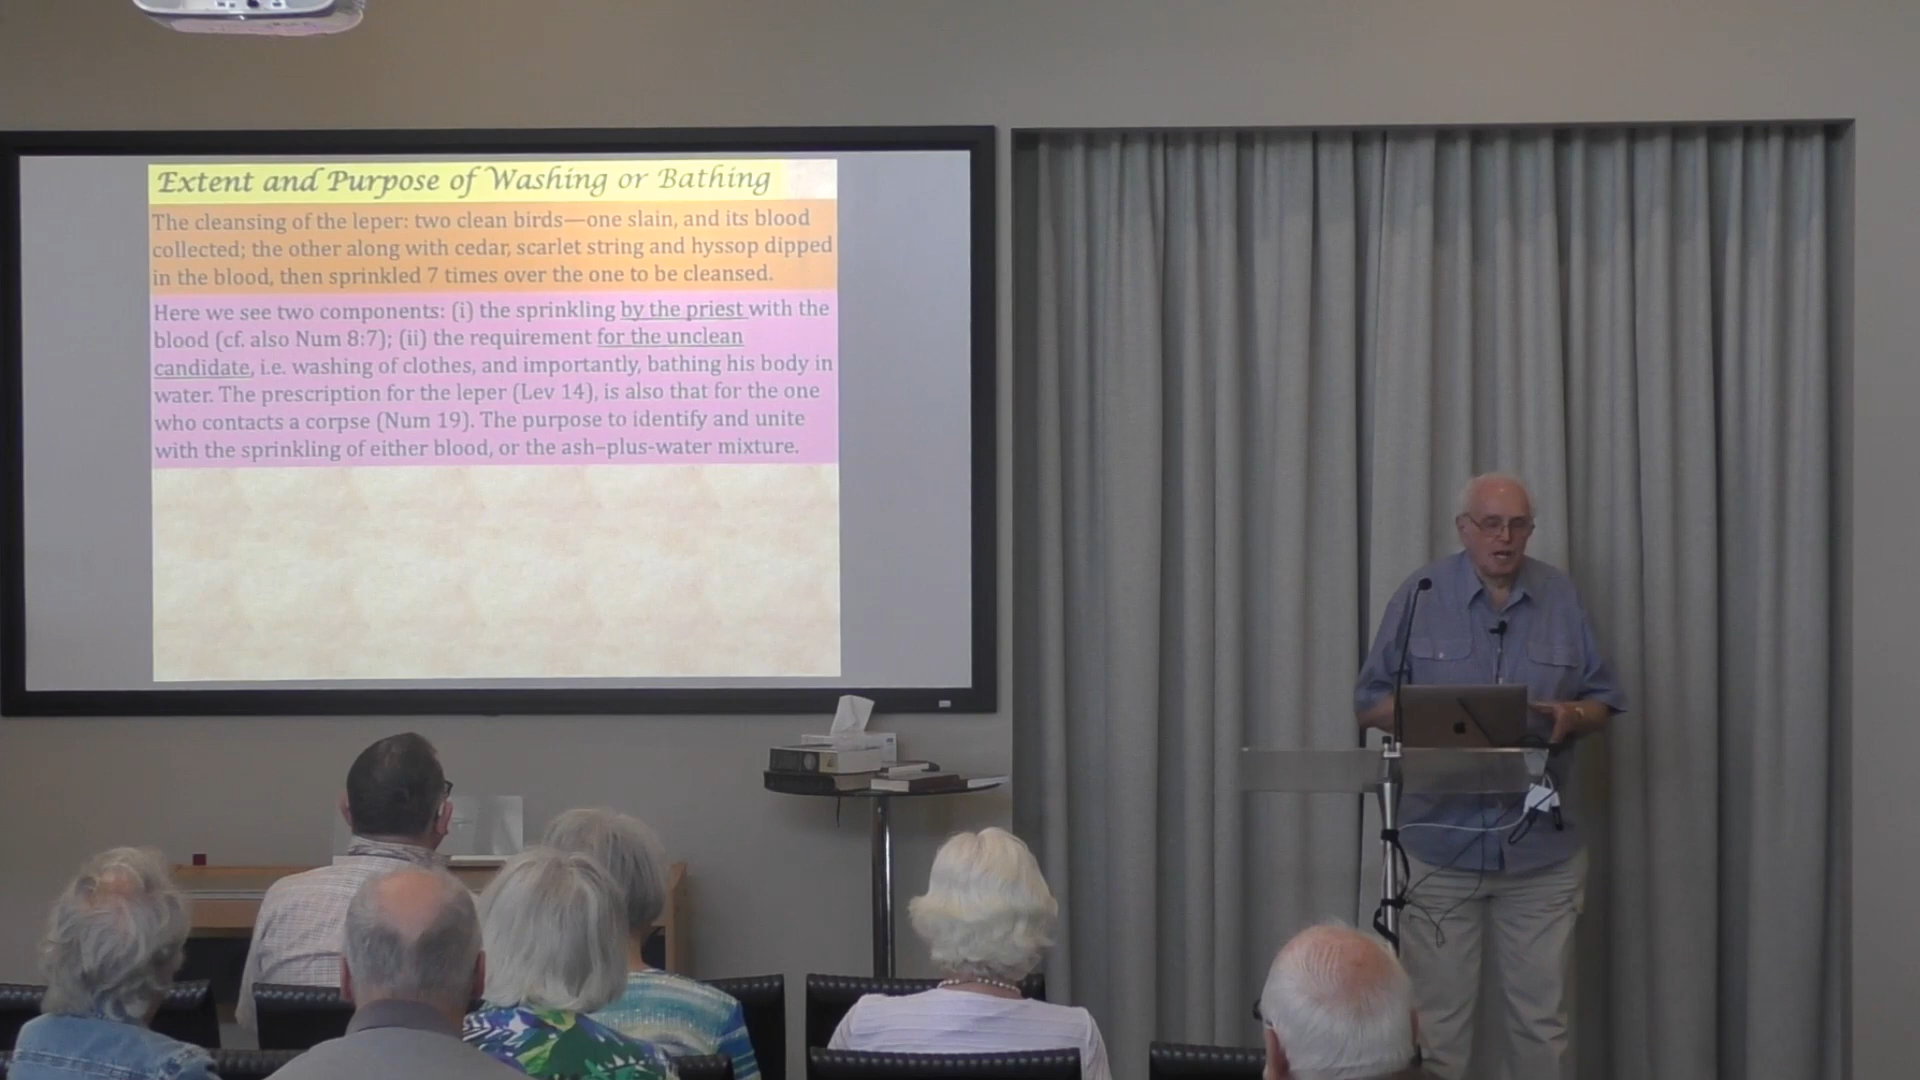 Extent and Purpose of Washing or Bathing
The cleansing of the leper: two clean birds—one slain, and its blood
collected; the other along with cedar, scarlet string and hyssop dipped
in the blood, then sprinkled 7 times over the one to be cleansed.
Here we see two components: (i) the sprinkling by the priest with the
blood (cf. also Num 8:7); (ii) the requirement for the unclean
candidate, i.e. washing of clothes, and importantly, bathing his body in
water. The prescription for the leper (Lev 14), is also that for the one
who contacts a corpse (Num 19). The purpose to identify and unite
with the sprinkling of either blood, or the ash–plus-water mixture.